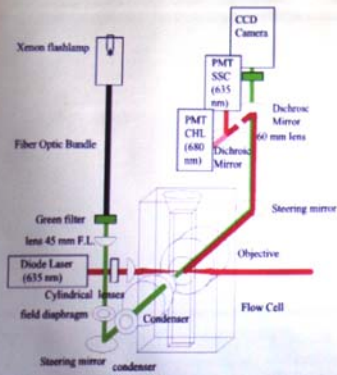 CCD
Camera
Xenon flashlamp
PMT
SSC
(635
nm)
PMT
CHL
(680
nm)
Dichroic
Mirror
60 mm lens
Dichroic
Mirror
Fiber Optic Bundle
Steering mirror
Green filter
lens 45 mm F.L.
Objective
Diode Laser
(635 nm)
Cylindrical lenses
field diaphragm
Condenser
Flow Cell
Steering mirror
condenser